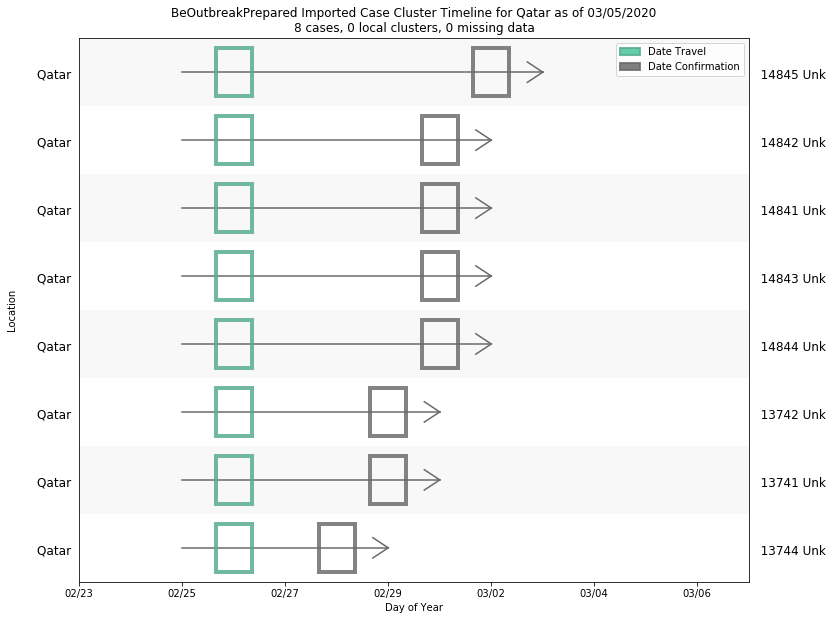 BeOutbreakPrepared Imported Case Cluster Timeline for Qatar as of 03/05/2020
8 cases, 0 local clusters, 0 missing data
Date Travel
Date Confirmation
Qatar 14845 Unk
Qatar 14842 Unk
Qatar 14841 Unk
Qatar 14843 Unk
Qatar 14844 Unk
Qatar 13742 Unk
Qatar 13741 Unk
Qatar 13744 Unk
Location
02/23 02/25 02/27 02/29 03/02 03/04 03/06
Day of Year